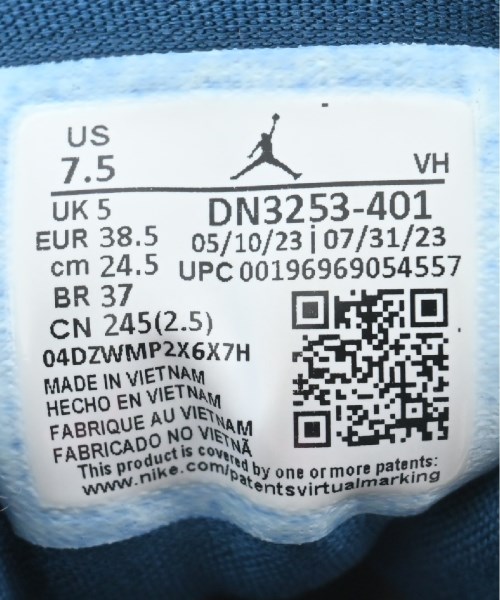 US
7.5
VH
UK 5
DN3253-401
EUR 38.5
05/10/23 | 07/31/23
cm 24.5
UPC 00196969054557
BR 37
CN 245(2.5)
04DZWMP2X6X7H
MADE IN VIETNAM
HECHO EN VIETNAM
FABRIQUE AU VIETNAM
FABRICADO NO VIETNÃ
This product is covered by one or more patents:
www.nike.com/patentsvirtualmarking